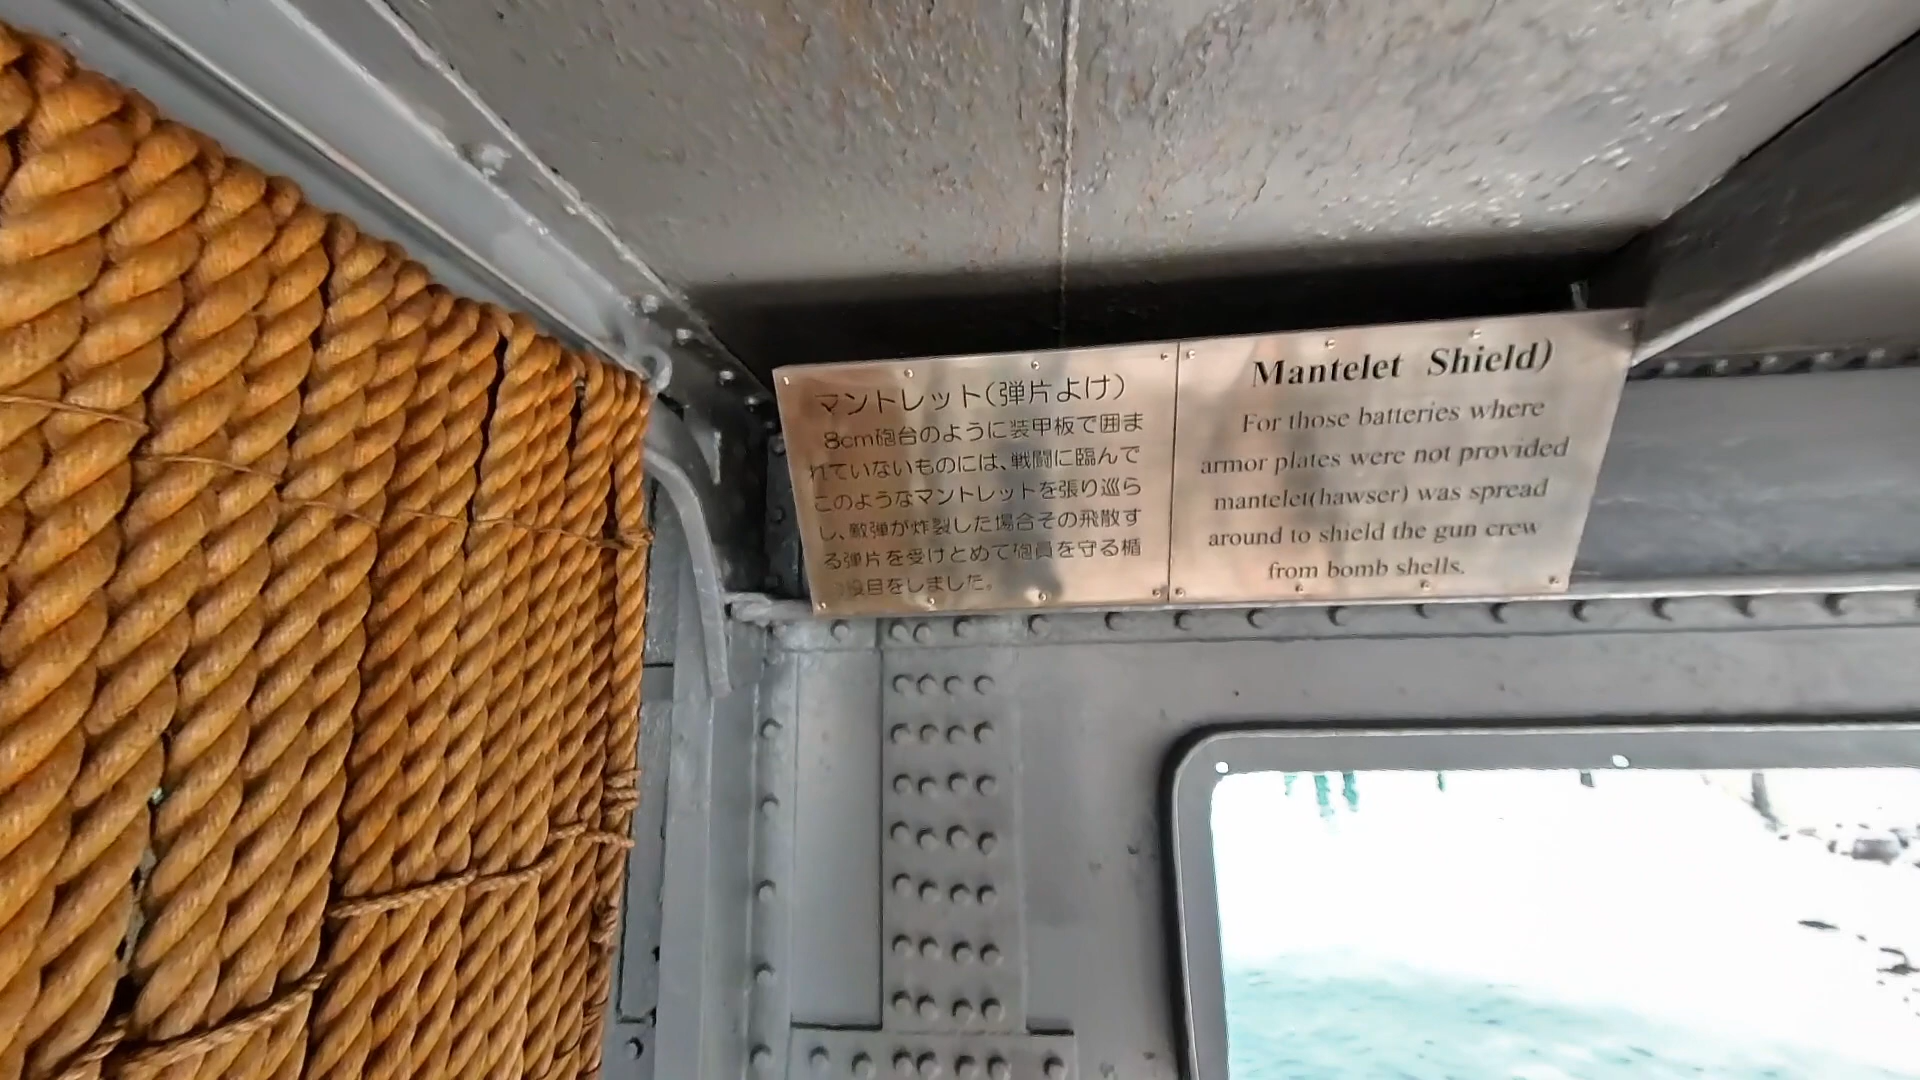 マントレット(弾片よけ)
8cm砲台のように装甲板で囲ま
れていないものには、戦闘に臨んで
このようなマントレットを張り巡ら
し、敵弾が炸裂した場合その飛散す
る弾片を受けとめて砲員を守る楯
の役目をしました。
Mantelet Shield)
For those batteries where
armor plates were not provided
mantelet(hawser) was spread
around to shield the gun crew
from bomb shells.